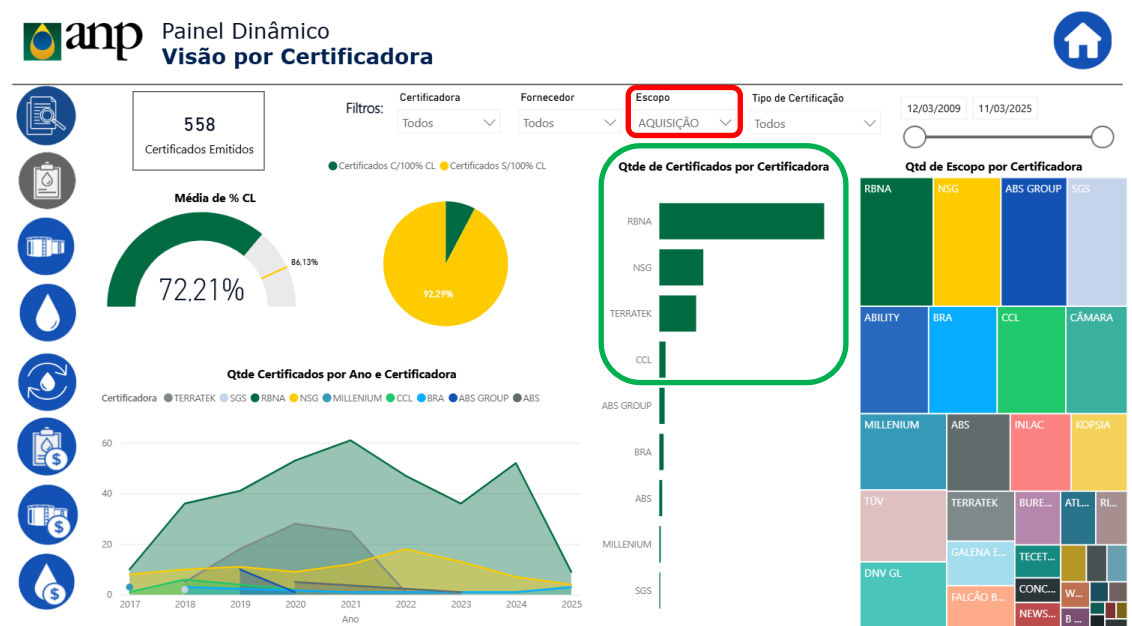 anp
Painel Dinâmico
Visão por Certificadora
558
Certificados Emitidos
Filtros:
Certificadora
Todos
Fornecedor
Todos
Escopo
AQUISIÇÃO
Tipo de Certificação
Todos
12/03/2009
11/03/2025
Média de % CL
72,21%
86,13%
Certificados C/100% CL
Certificados S/100% CL
92,29%
Qtde de Certificados por Certificadora
RBNA
NSG
TERRATEK
CCL
ABS GROUP
BRA
ABS
MILLENIUM
SGS
Qtde Certificados por Ano e Certificadora
Certificadora TERRATEK SGS RBNA NSG MILLENIUM CCL BRA ABS GROUP ABS
60
40
20
0
2017 2018 2019 2020 2021 2022 2023 2024 2025
Ano
Qtd de Escopo por Certificadora
RBNA NSG ABS GROUP SGS
ABILITY BRA CCL CÂMARA
MILLENIUM ABS INLAC KOPSIA
TÜV TERRATEK BURE... ATL... RI...
GALENA E... TECET...
DNV GL FALCÃO B... CONC... W...
NEWS... B ...
$
$
$